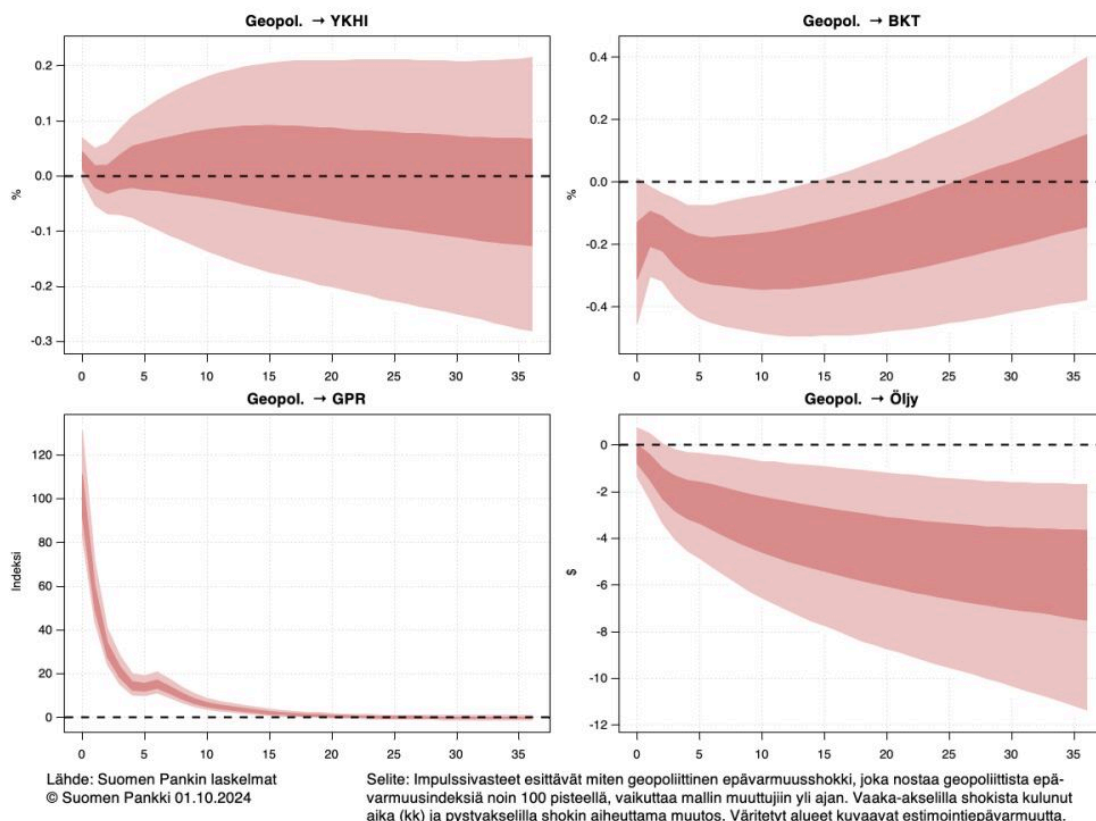 Geopol. → YKHI
0.2
0.1
0.0
-0.1
-0.2
-0.3
%
0 5 10 15 20 25 30 35
Geopol. → BKT
0.4
0.2
0.0
-0.2
-0.4
%
0 5 10 15 20 25 30 35
Geopol. → GPR
120
100
80
60
40
20
0
Indeksi
0 5 10 15 20 25 30 35
Geopol. → Öljy
0
-2
-4
-6
-8
-10
-12
$
0 5 10 15 20 25 30 35
Lähde: Suomen Pankin laskelmat
© Suomen Pankki 01.10.2024
Selite: Impulssivasteet esittävät miten geopoliittinen epävarmuusshokki, joka nostaa geopoliittista epä-
varmuusindeksiä noin 100 pisteellä, vaikuttaa mallin muuttujiin yli ajan. Vaaka-akselilla shokista kulunut
aika (kk) ja pystyakselilla shokin aiheuttama muutos. Väritetyt alueet kuvaavat estimointiepävarmuutta.